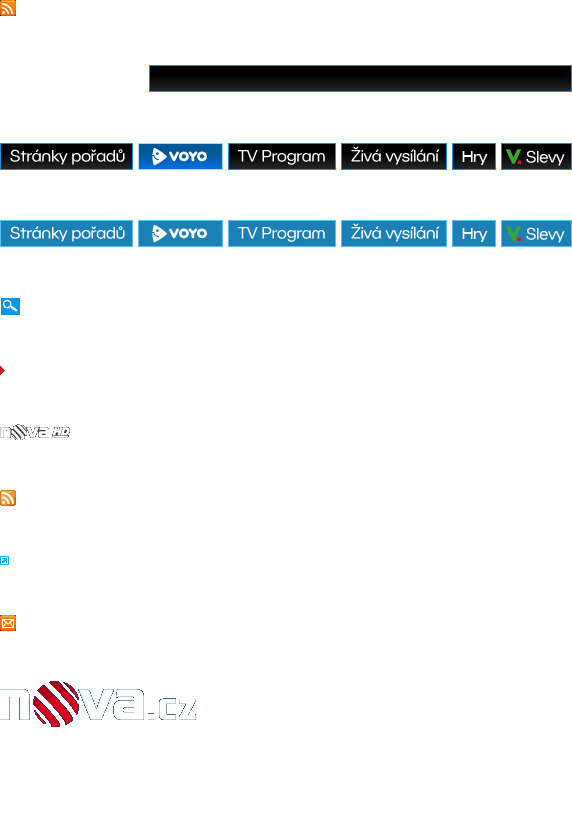 Stránky pořadů VOYO TV Program Živá vysílání Hry V. Slevy
Stránky pořadů VOYO TV Program Živá vysílání Hry V. Slevy
nova HD
nova.cz